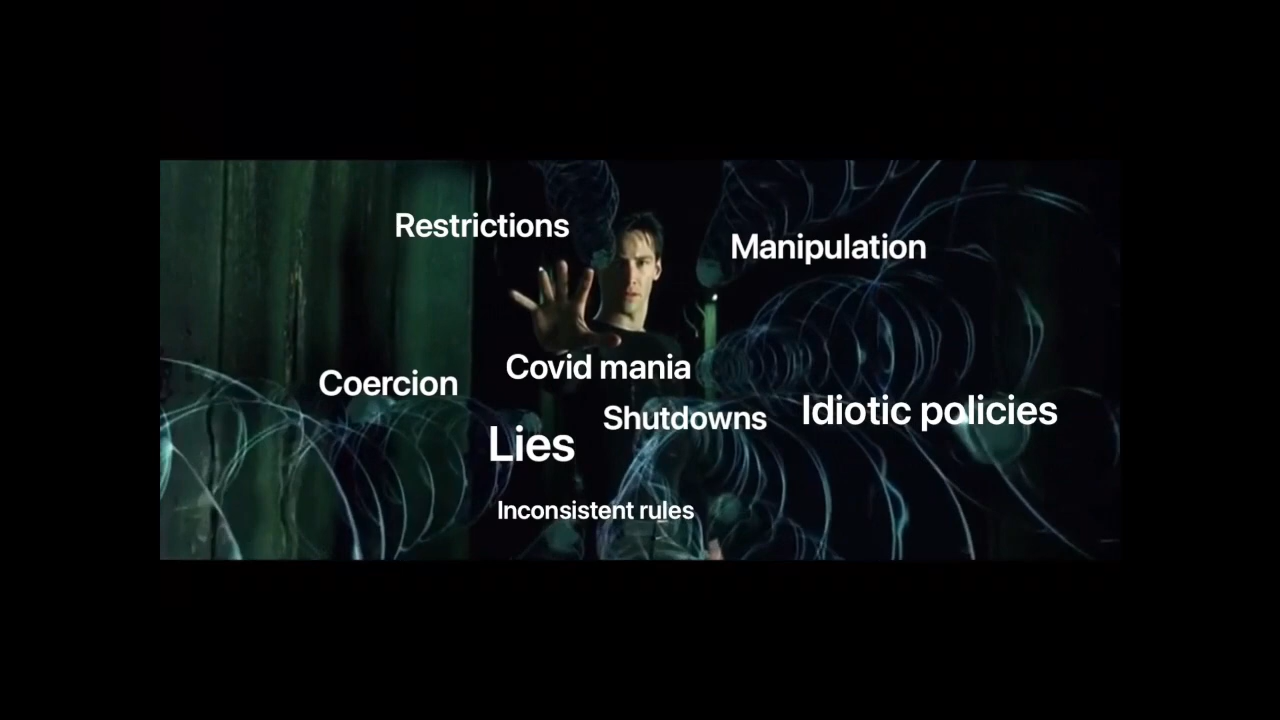 Restrictions
Manipulation
Covid mania
Coercion
Shutdowns
Idiotic policies
Lies
Inconsistent rules